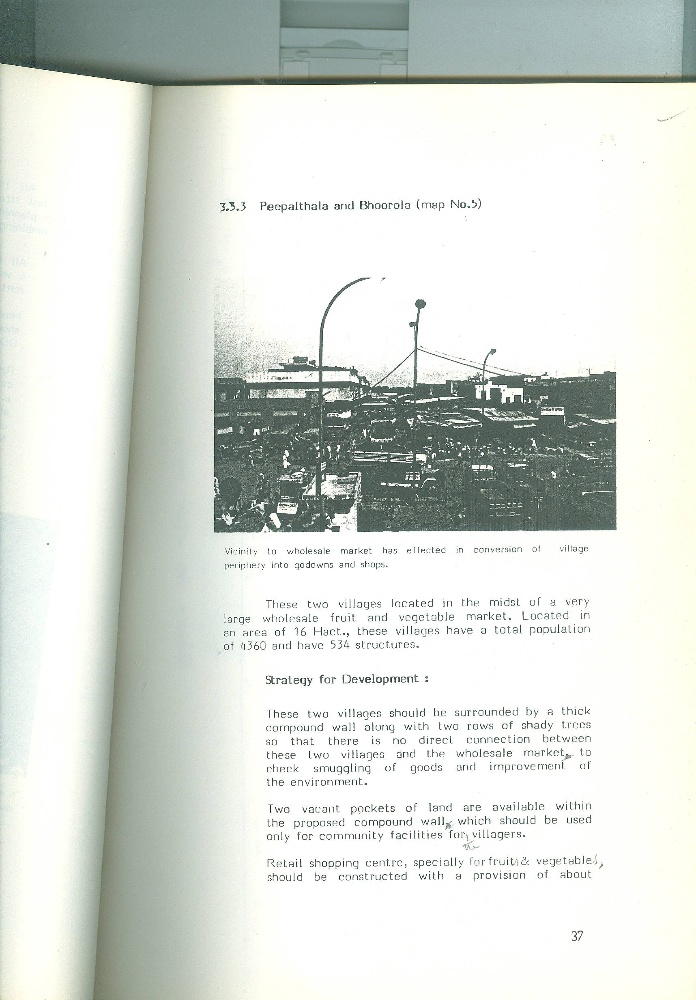 3.3.3 Peepalthala and Bhoorola (map No.5)
Vicinity to wholesale market has effected in conversion of village
periphery into godowns and shops.
These two villages located in the midst of a very
large wholesale fruit and vegetable market. Located in
an area of 16 Hact., these villages have a total population
of 4360 and have 534 structures.
Strategy for Development :
These two villages should be surrounded by a thick
compound wall along with two rows of shady trees
so that there is no direct connection between
these two villages and the wholesale market, to
check smuggling of goods and improvement of
the environment.
Two vacant pockets of land are available within
the proposed compound wall, which should be used
only for community facilities for villagers.
the
Retail shopping centre, specially for fruits & vegetables,
should be constructed with a provision of about
37